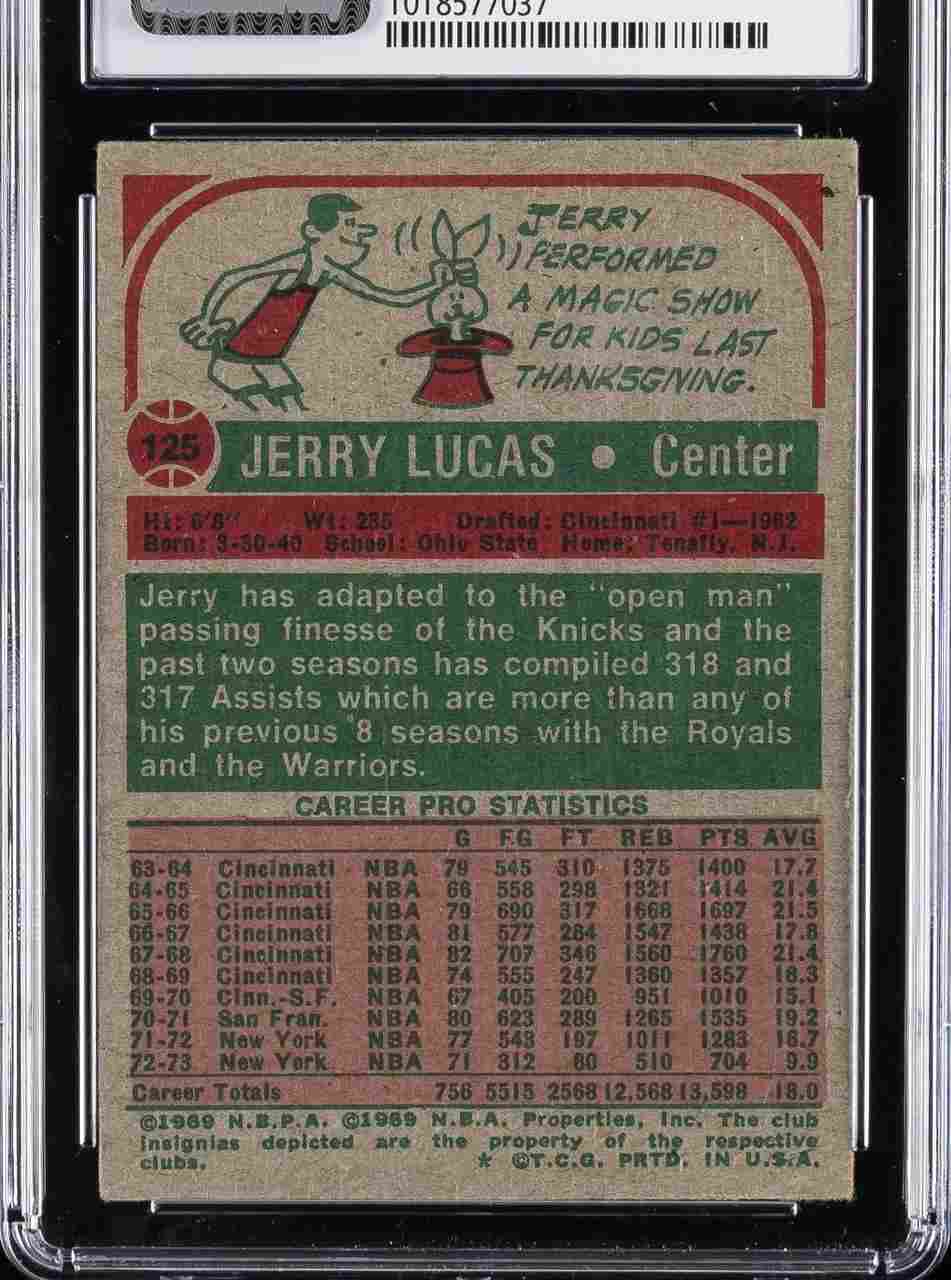 1018577037
JERRY
PERFORMED
A MAGIC SHOW
FOR KIDS LAST
THANKSGIVING.
125 JERRY LUCAS • Center
Ht: 6'8" Wt: 235 Drafted: Cincinnati #1—1962
Born: 3-30-40 School: Ohio State Home: Tenafly, N.J.
Jerry has adapted to the "open man"
passing finesse of the Knicks and the
past two seasons has compiled 318 and
317 Assists which are more than any of
his previous 8 seasons with the Royals
and the Warriors.
CAREER PRO STATISTICS
G FG FT REB PTS AVG
63-64 Cincinnati NBA 79 545 310 1375 1400 17.7
64-65 Cincinnati NBA 66 558 298 1321 1414 21.4
65-66 Cincinnati NBA 79 690 317 1668 1697 21.5
66-67 Cincinnati NBA 81 577 284 1547 1438 17.8
67-68 Cincinnati NBA 82 707 346 1560 1760 21.4
68-69 Cincinnati NBA 74 555 247 1360 1357 18.3
69-70 Cinn.-S.F. NBA 67 405 200 951 1010 15.1
70-71 San Fran. NBA 80 623 289 1265 1535 19.2
71-72 New York NBA 77 543 197 1011 1283 16.7
72-73 New York NBA 71 312 80 510 704 9.9
Career Totals 756 5515 2568 12,568 13,598 18.0
©1969 N.B.P.A. ©1969 N.B.A. Properties, Inc. The club
insignias depicted are the property of the respective
clubs. * ©T.C.G. PRTD. IN U.S.A.